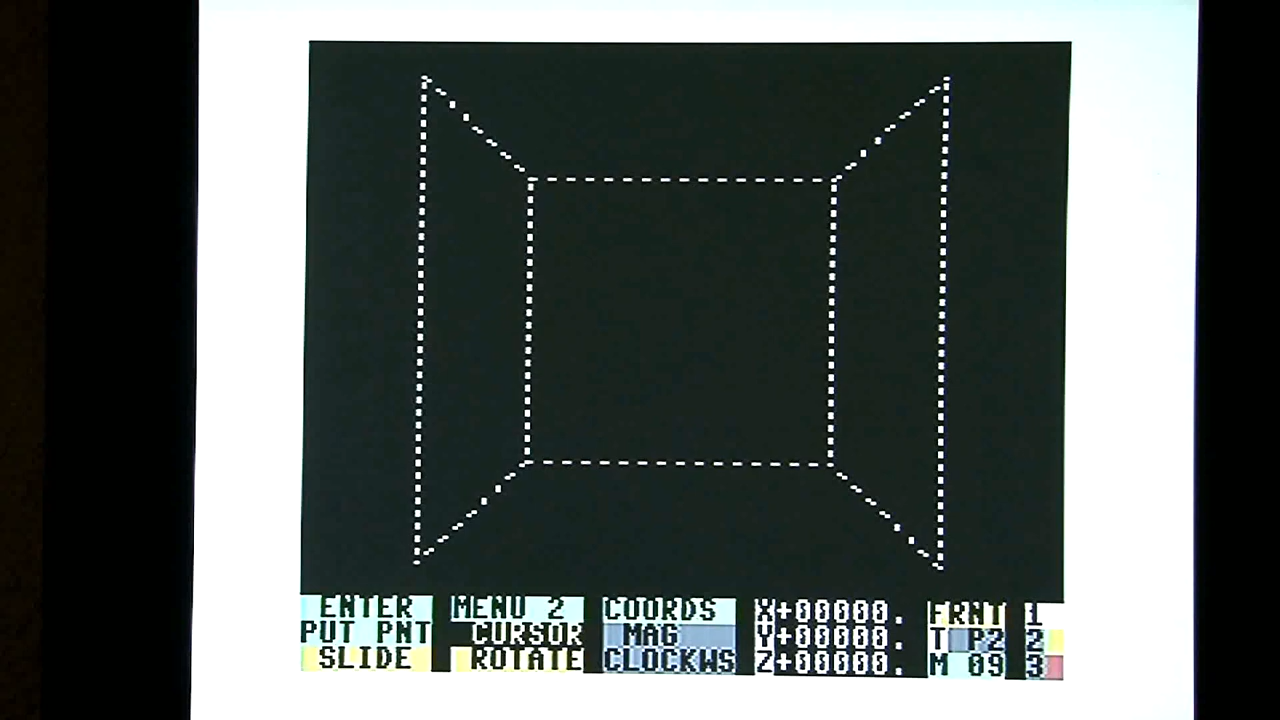 ENTER MENU 2 COORDS X+00000. FRNT 1
PUT PNT CURSOR MAG Y+00000. T P2 2
SLIDE ROTATE CLOCKWS Z+00000. M 09 3